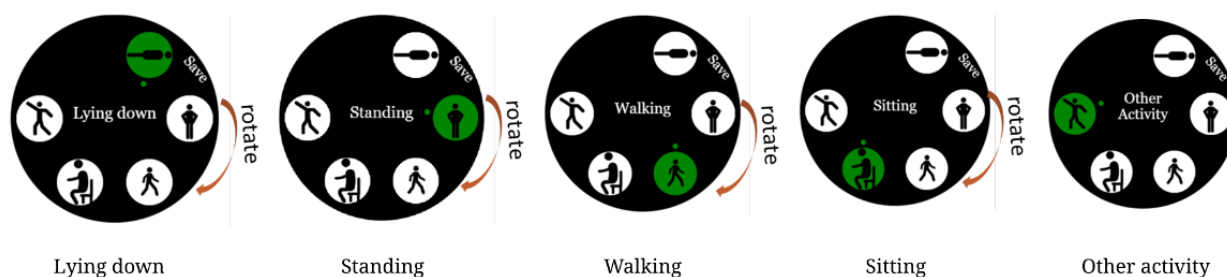 Save
Lying down
rotate
Save
Standing
rotate
Save
Walking
rotate
Save
Sitting
rotate
Save
Other
Activity
Lying down
Standing
Walking
Sitting
Other activity